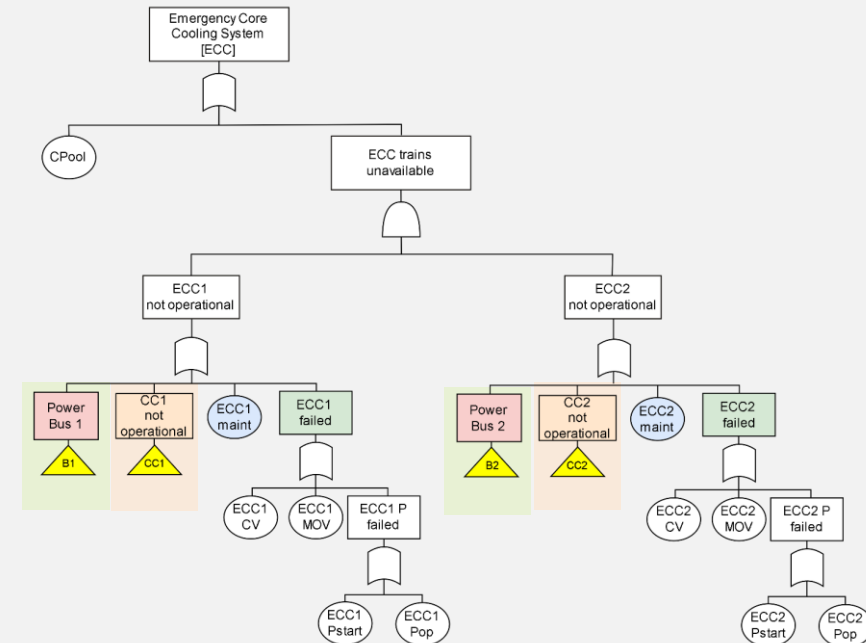 Emergency Core
Cooling System
[ECC]
CPool
ECC trains
unavailable
ECC1
not operational
ECC2
not operational
Power
Bus 1
CC1
not
operational
ECC1
maint
ECC1
failed
B1
CC1
Power
Bus 2
CC2
not
operational
ECC2
maint
ECC2
failed
B2
CC2
ECC1
CV
ECC1
MOV
ECC1 P
failed
ECC2
CV
ECC2
MOV
ECC2 P
failed
ECC1
Pstart
ECC1
Pop
ECC2
Pstart
ECC2
Pop